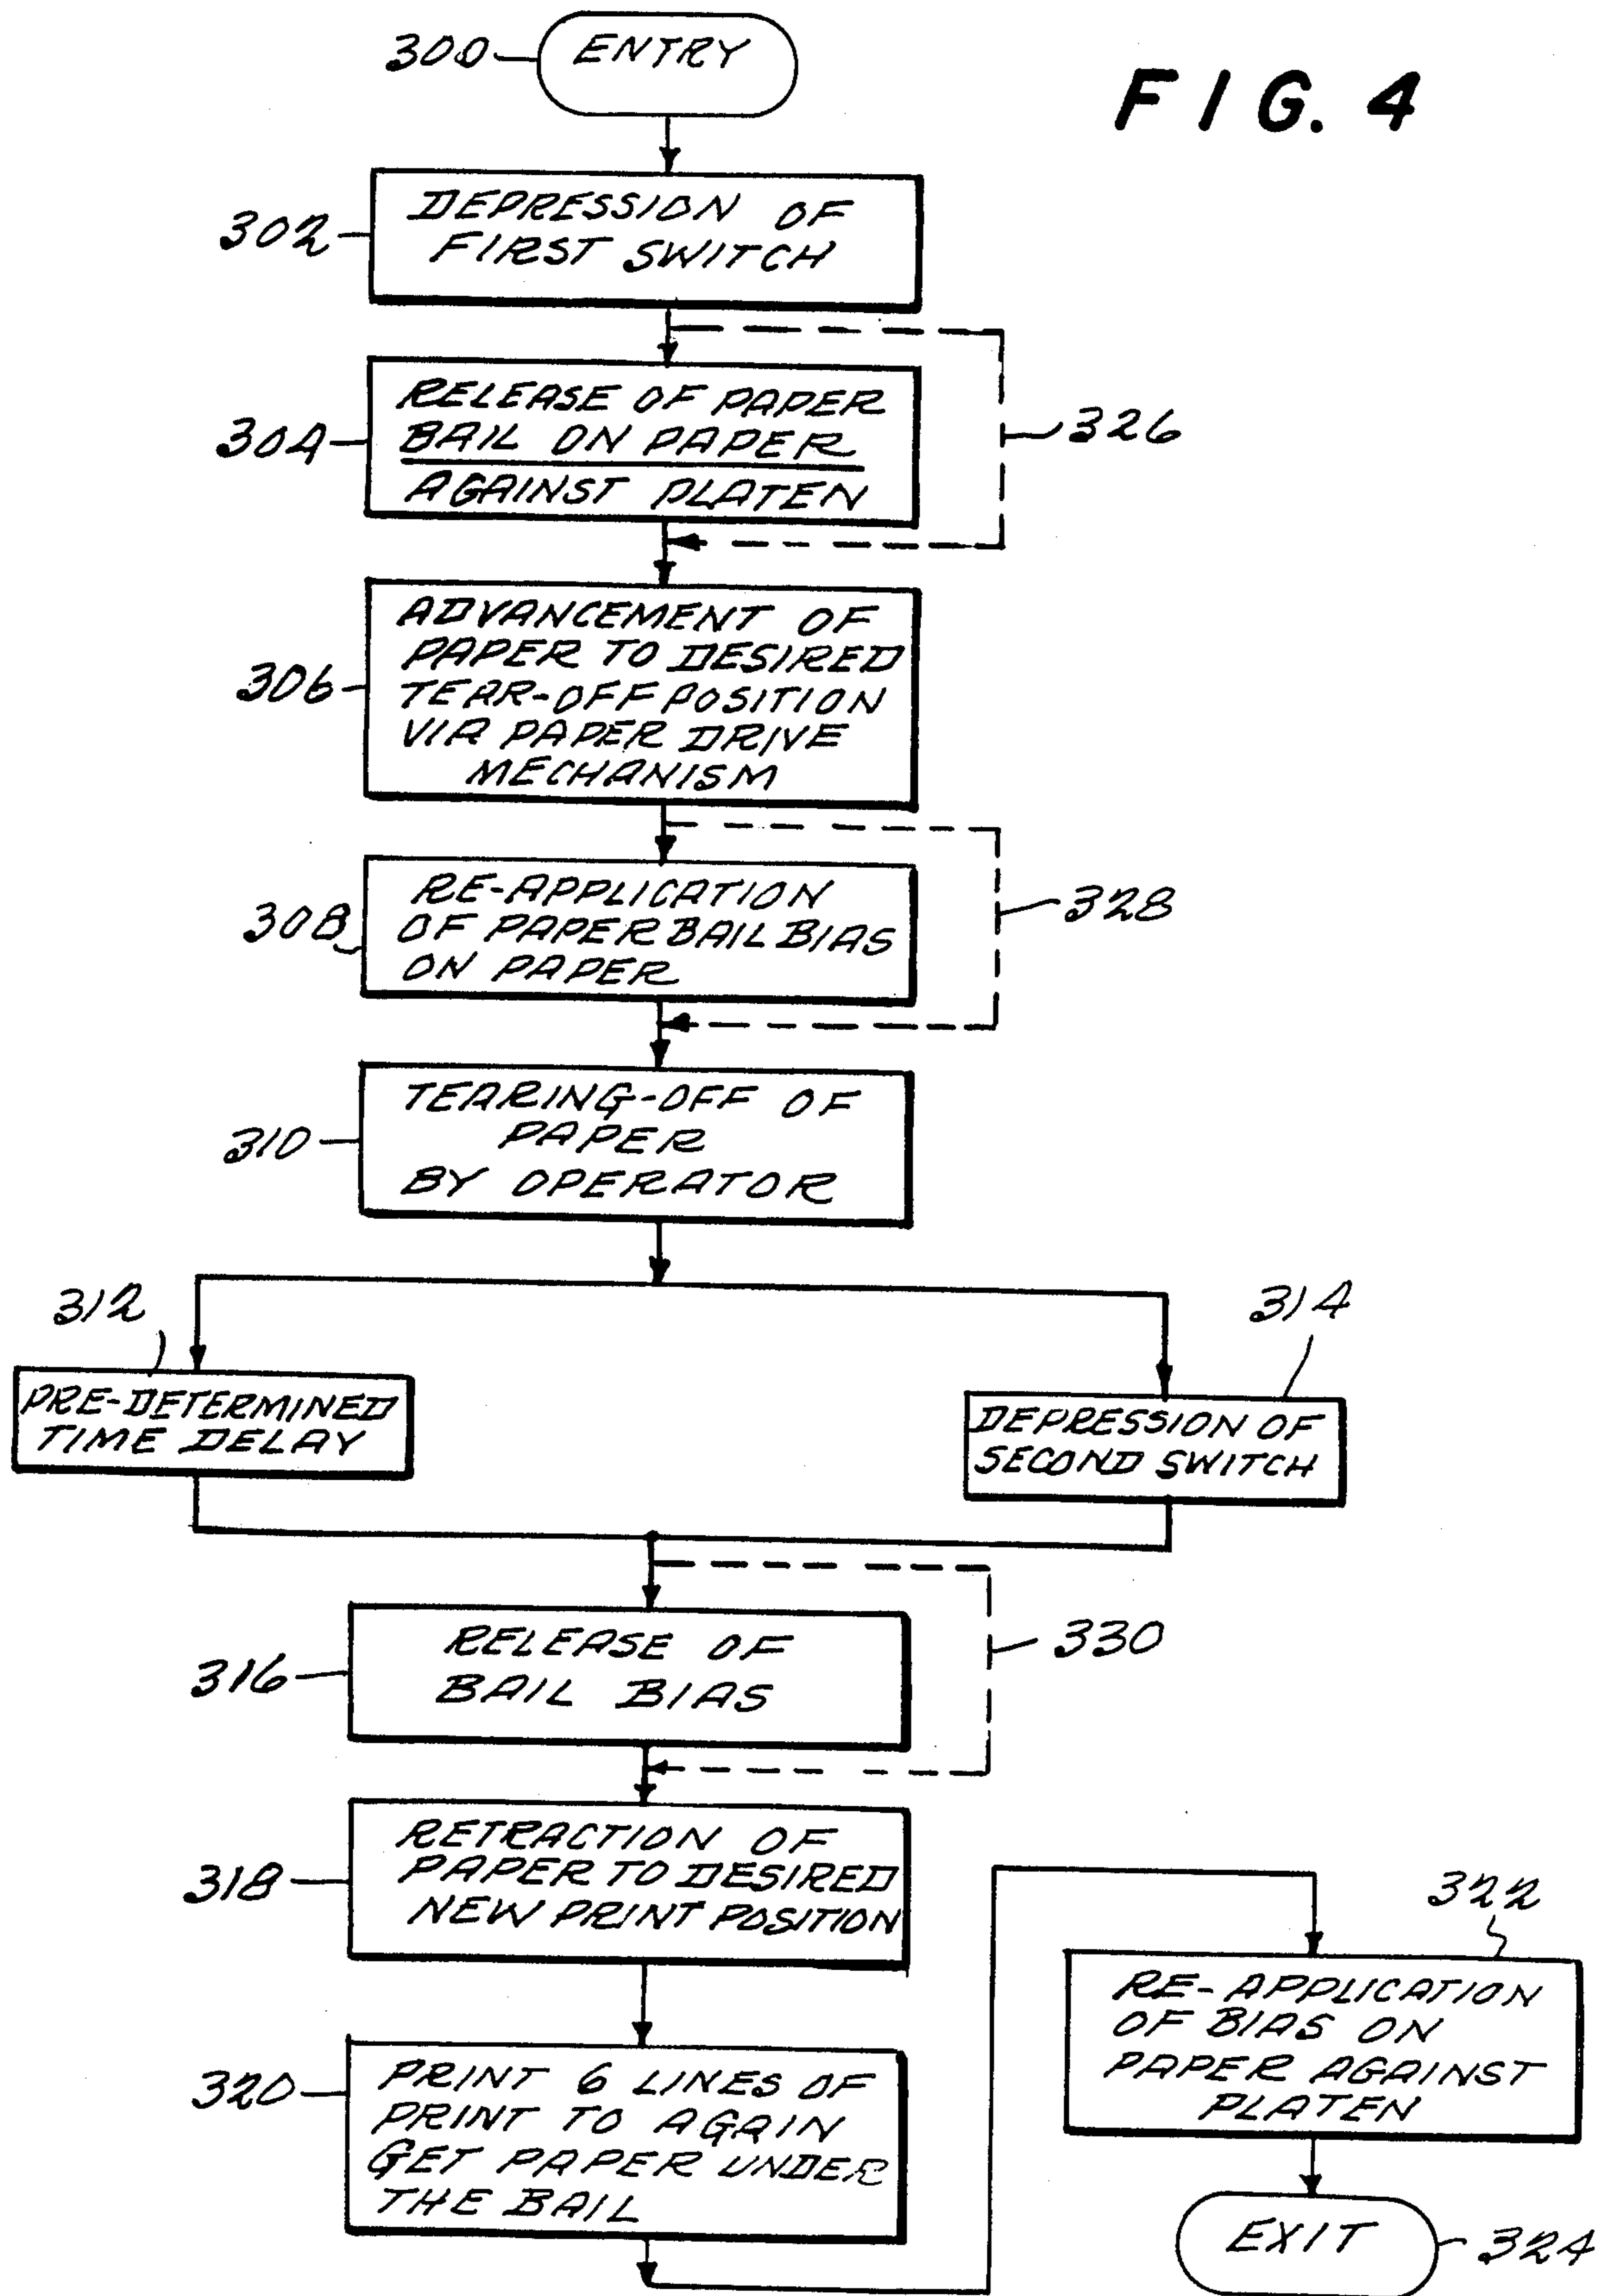 300
ENTRY
FIG. 4
302
DEPRESSION OF
FIRST SWITCH
304
RELEASE OF PAPER
BAIL ON PAPER
AGAINST PLATEN
326
306
ADVANCEMENT OF
PAPER TO DESIRED
TEAR-OFF POSITION
VIA PAPER DRIVE
MECHANISM
308
RE-APPLICATION
OF PAPER BAIL BIAS
ON PAPER
328
310
TEARING-OFF OF
PAPER
BY OPERATOR
312
PRE-DETERMINED
TIME DELAY
314
DEPRESSION OF
SECOND SWITCH
316
RELEASE OF
BAIL BIAS
330
318
RETRACTION OF
PAPER TO DESIRED
NEW PRINT POSITION
320
PRINT 6 LINES OF
PRINT TO AGAIN
GET PAPER UNDER
THE BAIL
322
RE-APPLICATION
OF BIAS ON
PAPER AGAINST
PLATEN
EXIT
324